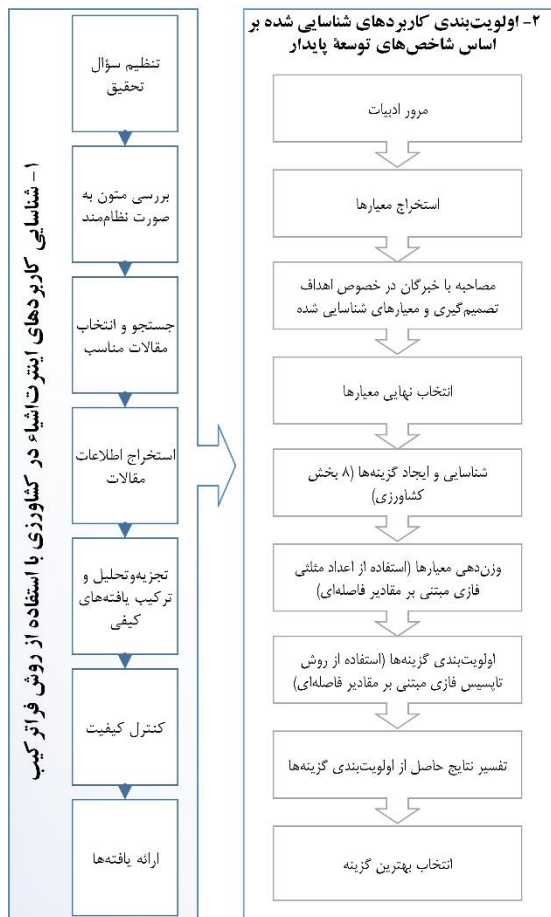 ۱- شناسایی کاربردهای اینترنت‌اشیاء در کشاورزی با استفاده از روش فراترکیب
تنظیم سؤال
تحقیق
بررسی متون به
صورت نظام‌مند
جستجو و انتخاب
مقالات مناسب
استخراج اطلاعات
مقالات
تجزیه‌وتحلیل و
ترکیب یافته‌های
کیفی
کنترل کیفیت
ارائه یافته‌ها
۲- اولویت‌بندی کاربردهای شناسایی شده بر
اساس شاخص‌های توسعۀ پایدار
مرور ادبیات
استخراج معیارها
مصاحبه با خبرگان در خصوص اهداف
تصمیم‌گیری و معیارهای شناسایی شده
انتخاب نهایی معیارها
شناسایی و ایجاد گزینه‌ها (۸ بخش
کشاورزی)
وزن‌دهی معیارها (استفاده از اعداد مثلثی
فازی مبتنی بر مقادیر فاصله‌ای)
اولویت‌بندی گزینه‌ها (استفاده از روش
تاپسیس فازی مبتنی بر مقادیر فاصله‌ای)
تفسیر نتایج حاصل از اولویت‌بندی گزینه‌ها
انتخاب بهترین گزینه